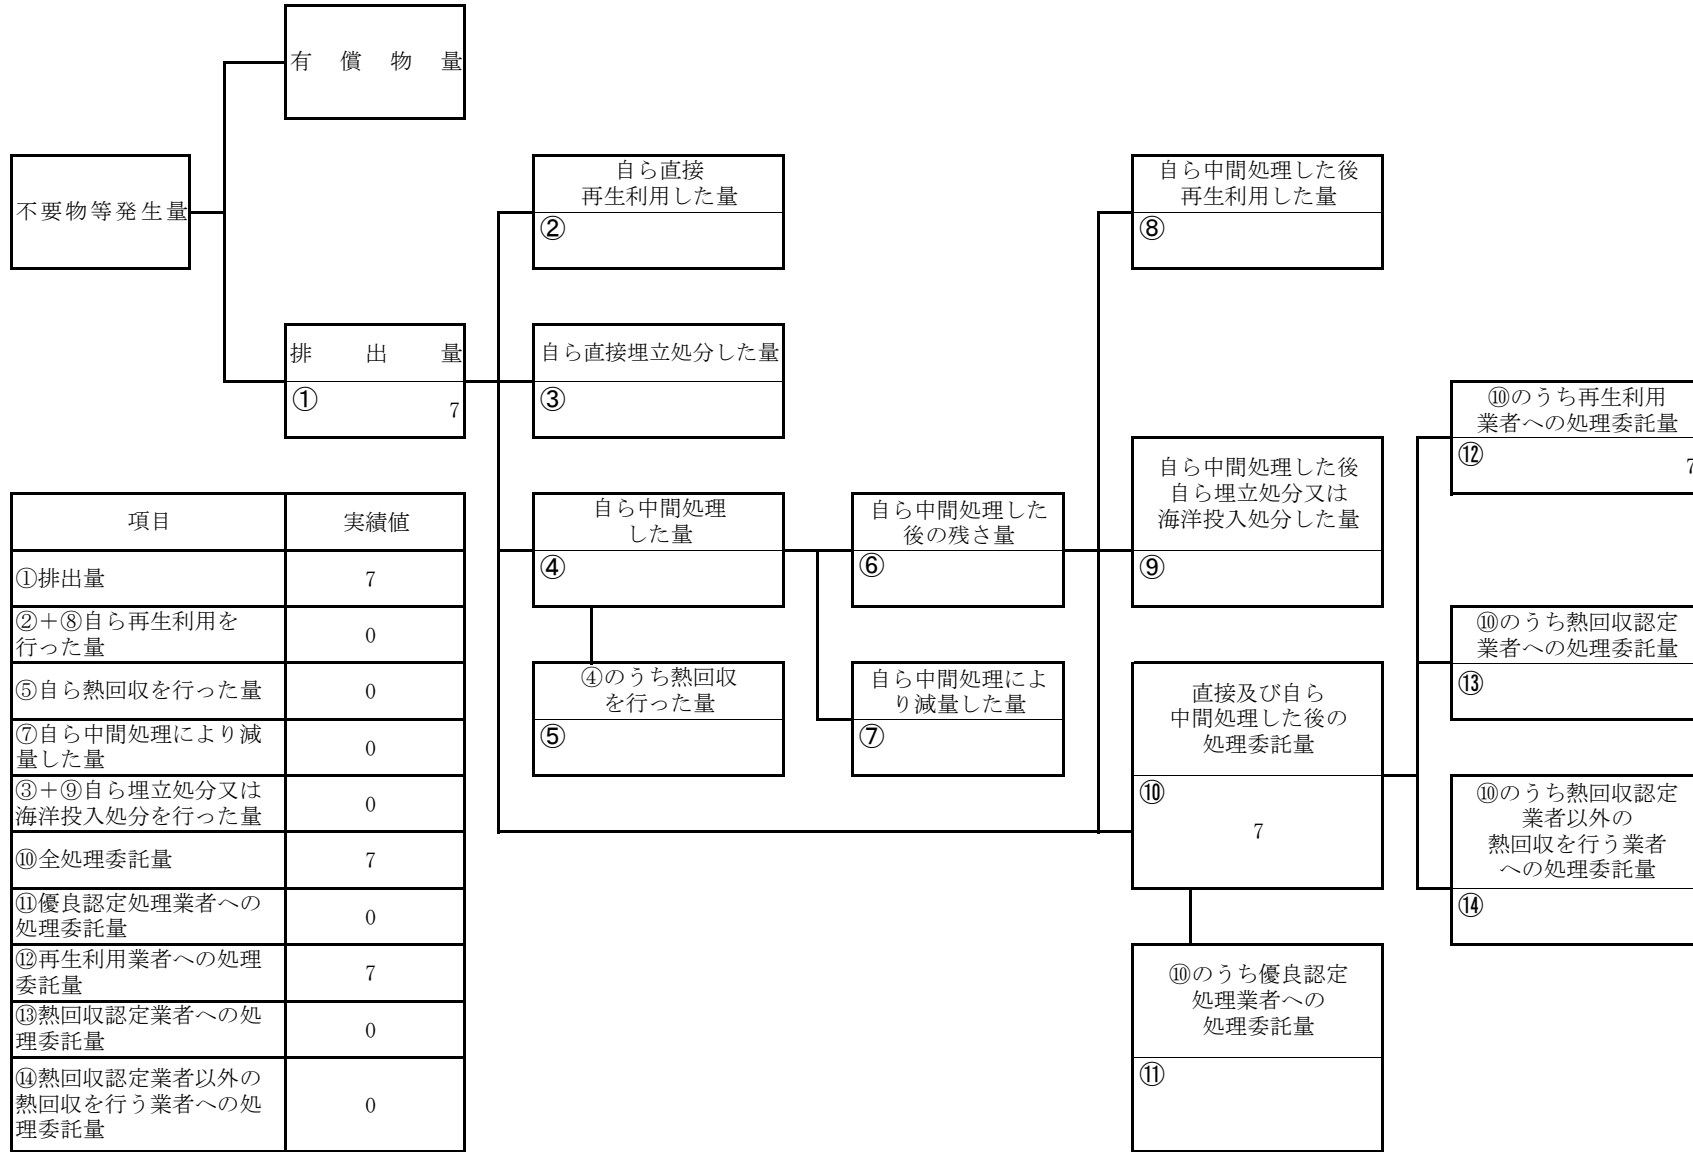 有償物量
不要物等発生量
排出量
①
7
自ら直接
再生利用した量
②
自ら直接埋立処分した量
③
自ら中間処理
した量
④
④のうち熱回収
を行った量
⑤
自ら中間処理した
後の残さ量
⑥
自ら中間処理によ
り減量した量
⑦
自ら中間処理した後
再生利用した量
⑧
自ら中間処理した後
自ら埋立処分又は
海洋投入処分した量
⑨
直接及び自ら
中間処理した後の
処理委託量
⑩
7
⑩のうち優良認定
処理業者への
処理委託量
⑪
⑩のうち再生利用
業者への処理委託量
⑫
7
⑩のうち熱回収認定
業者への処理委託量
⑬
⑩のうち熱回収認定
業者以外の
熱回収を行う業者
への処理委託量
⑭
項目 実績値
①排出量 7
②+⑧自ら再生利用を
行った量 0
⑤自ら熱回収を行った量 0
⑦自ら中間処理により減
量した量 0
③+⑨自ら埋立処分又は
海洋投入処分を行った量 0
⑩全処理委託量 7
⑪優良認定処理業者への
処理委託量 0
⑫再生利用業者への処理
委託量 7
⑬熱回収認定業者への処
理委託量 0
⑭熱回収認定業者以外の
熱回収を行う業者への処
理委託量 0